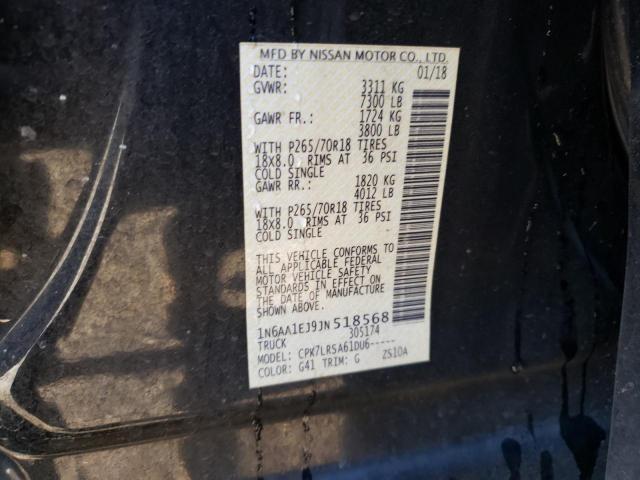 MFD BY NISSAN MOTOR CO., LTD.
DATE: 01/18
GVWR: 3311 KG
7300 LB
GAWR FR.: 1724 KG
3800 LB
WITH P265/70R18 TIRES
18x8.0 RIMS AT 36 PSI
COLD SINGLE
GAWR RR.: 1820 KG
4012 LB
WITH P265/70R18 TIRES
18x8.0 RIMS AT 36 PSI
COLD SINGLE
THIS VEHICLE CONFORMS TO
ALL APPLICABLE FEDERAL
MOTOR VEHICLE SAFETY
STANDARDS IN EFFECT ON
THE DATE OF MANUFACTURE
SHOWN ABOVE.
1N6AA1EJ9JN518568
TRUCK 305174
MODEL: CPK7LRSA61DU6-----
COLOR: G41 TRIM: G ZS10A